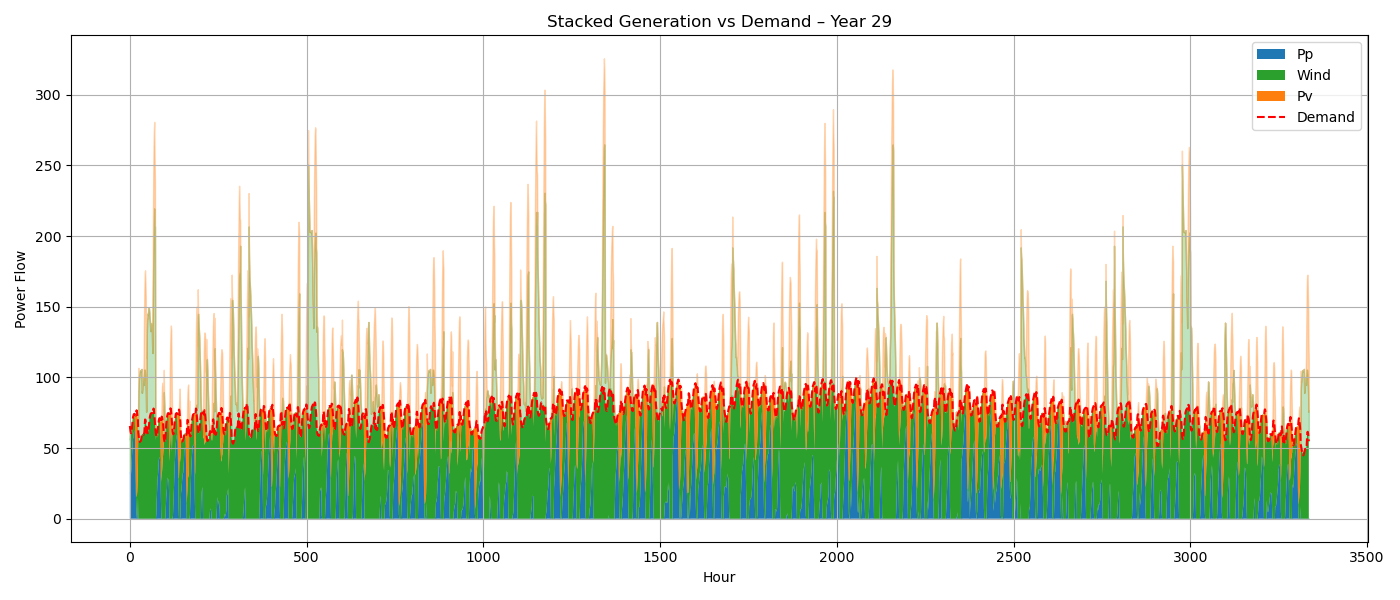 Stacked Generation vs Demand – Year 29
Pp
Wind
Pv
Demand
Power Flow
300
250
200
150
100
50
0
0 500 1000 1500 2000 2500 3000 3500
Hour